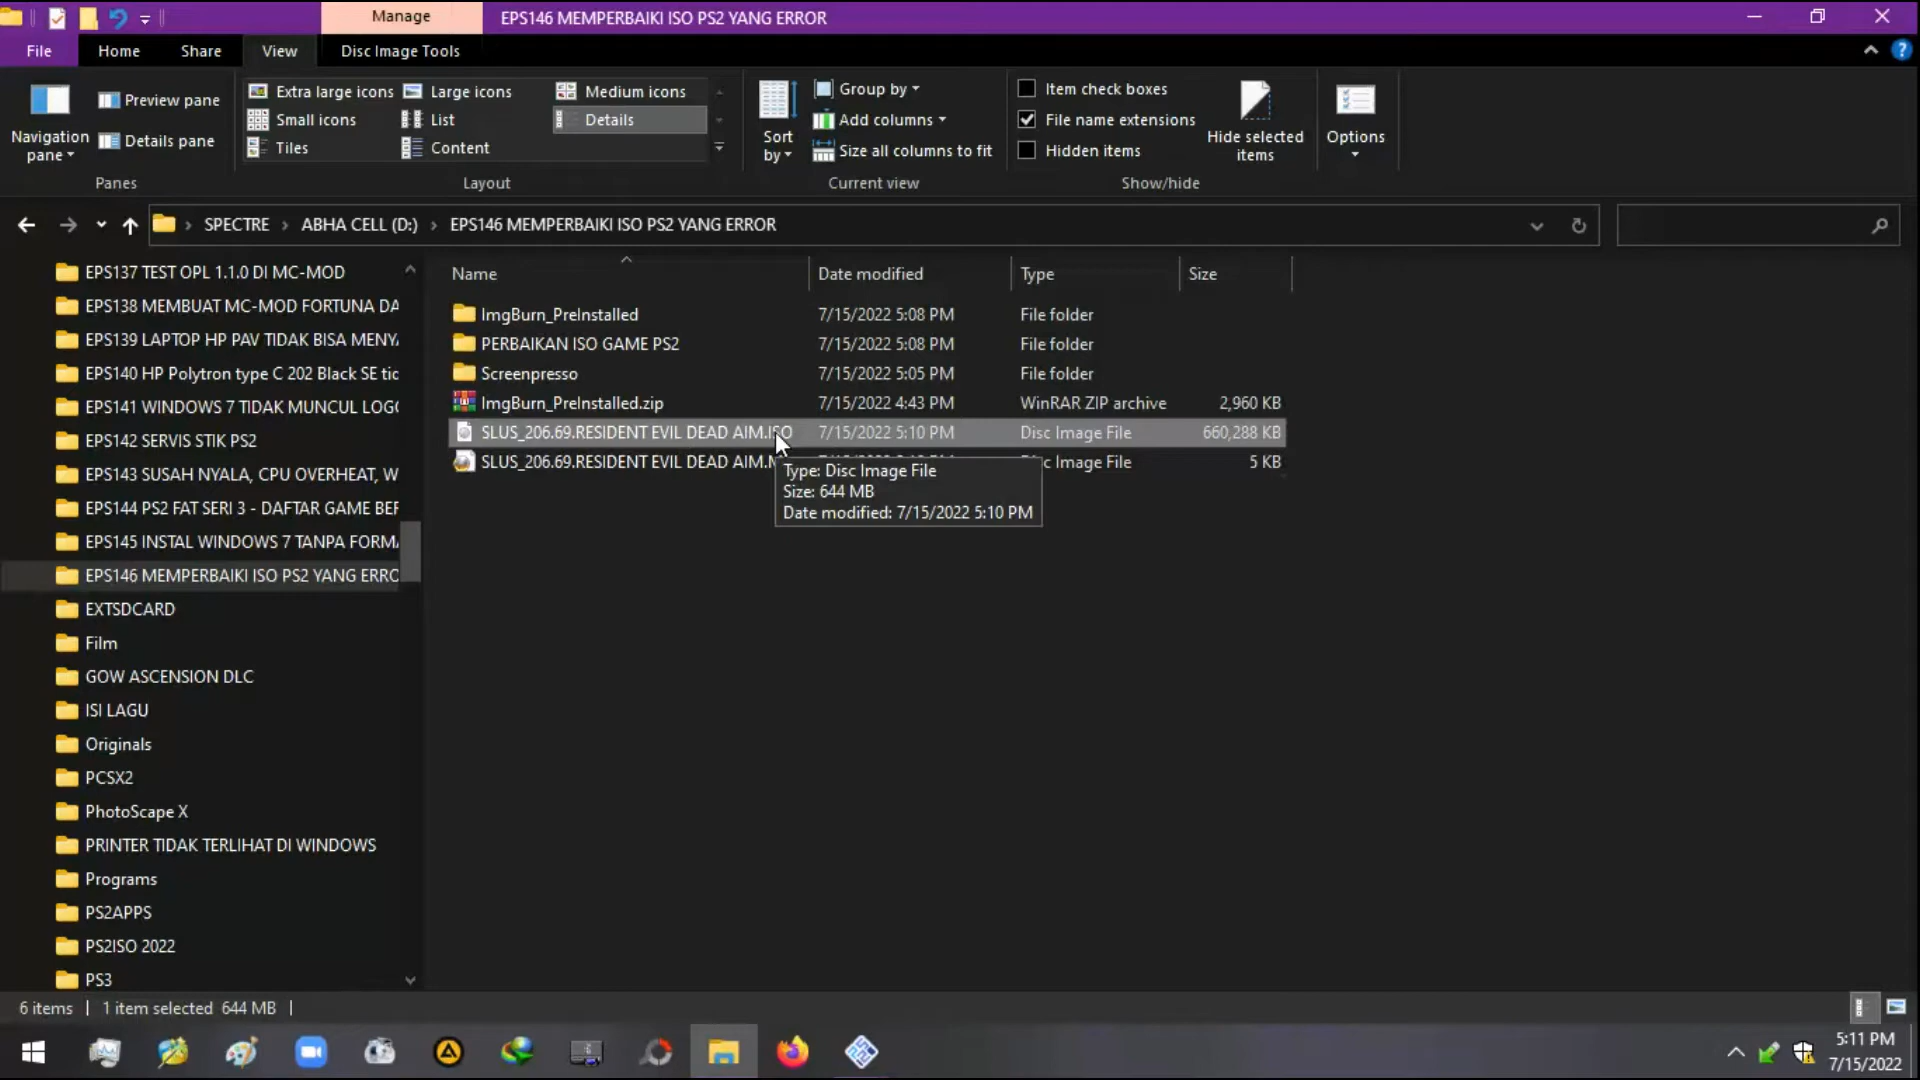 Manage
EPS146 MEMPERBAIKI ISO PS2 YANG ERROR
File
Home
Share
View
Disc Image Tools
Navigation pane
Preview pane
Details pane
Panes
Extra large icons
Large icons
Medium icons
Small icons
List
Details
Tiles
Content
Layout
Sort by
Group by
Add columns
Size all columns to fit
Current view
Item check boxes
File name extensions
Hidden items
Hide selected items
Show/hide
Options
SPECTRE
ABHA CELL (D:)
EPS146 MEMPERBAIKI ISO PS2 YANG ERROR
EPS137 TEST OPL 1.1.0 DI MC-MOD
EPS138 MEMBUAT MC-MOD FORTUNA DA
EPS139 LAPTOP HP PAV TIDAK BISA MENY
EPS140 HP Polytron type C 202 Black SE tid
EPS141 WINDOWS 7 TIDAK MUNCUL LOG
EPS142 SERVIS STIK PS2
EPS143 SUSAH NYALA, CPU OVERHEAT, W
EPS144 PS2 FAT SERI 3 - DAFTAR GAME BER
EPS145 INSTAL WINDOWS 7 TANPA FORM
EPS146 MEMPERBAIKI ISO PS2 YANG ERRO
EXTSDCARD
Film
GOW ASCENSION DLC
ISI LAGU
Originals
PCSX2
PhotoScape X
PRINTER TIDAK TERLIHAT DI WINDOWS
Programs
PS2APPS
PS2ISO 2022
PS3
Name Date modified Type Size
ImgBurn_PreInstalled 7/15/2022 5:08 PM File folder
PERBAIKAN ISO GAME PS2 7/15/2022 5:08 PM File folder
Screenpresso 7/15/2022 5:05 PM File folder
ImgBurn_PreInstalled.zip 7/15/2022 4:43 PM WinRAR ZIP archive 2,960 KB
SLUS_206.69.RESIDENT EVIL DEAD AIM.ISO 7/15/2022 5:10 PM Disc Image File 660,288 KB
SLUS_206.69.RESIDENT EVIL DEAD AIM.M Disc Image File 5 KB
Type: Disc Image File
Size: 644 MB
Date modified: 7/15/2022 5:10 PM
6 items
1 item selected 644 MB
5:11 PM
7/15/2022